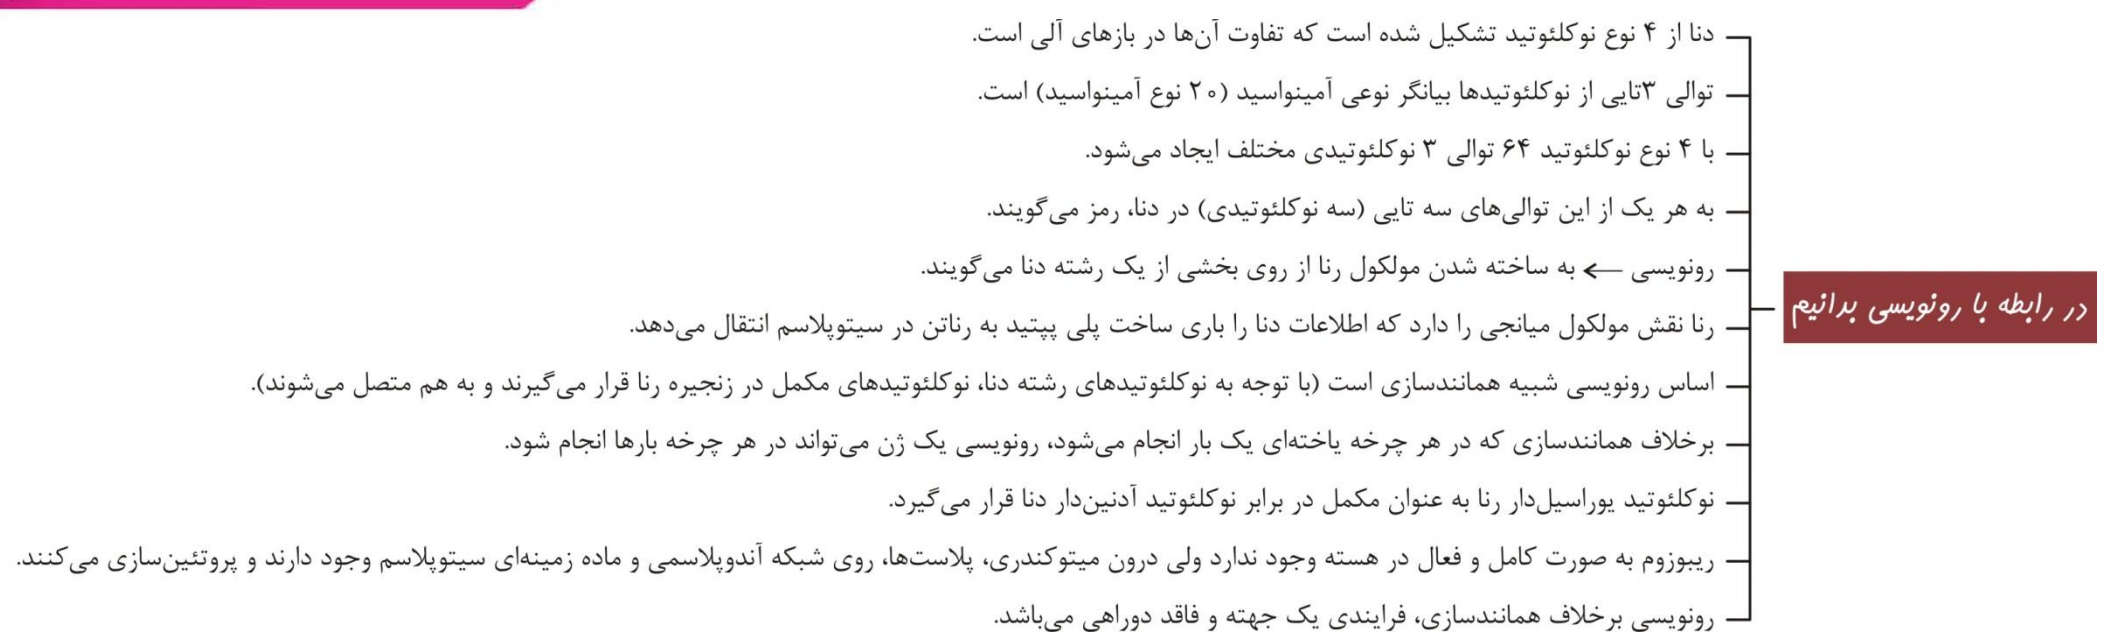 دنا از ۴ نوع نوکلئوتید تشکیل شده است که تفاوت آن‌ها در بازهای آلی است.
توالی ۳تایی از نوکلئوتیدها بیانگر نوعی آمینواسید (۲۰ نوع آمینواسید) است.
با ۴ نوع نوکلئوتید ۶۴ توالی ۳ نوکلئوتیدی مختلف ایجاد می‌شود.
به هر یک از این توالی‌های سه تایی (سه نوکلئوتیدی) در دنا، رمز می‌گویند.
رونویسی ← به ساخته شدن مولکول رنا از روی بخشی از یک رشته دنا می‌گویند.
در رابطه با رونویسی بدانیم
رنا نقش مولکول میانجی را دارد که اطلاعات دنا را باری ساخت پلی پپتید به رناتن در سیتوپلاسم انتقال می‌دهد.
اساس رونویسی شبیه همانندسازی است (با توجه به نوکلئوتیدهای رشته دنا، نوکلئوتیدهای مکمل در زنجیره رنا قرار می‌گیرند و به هم متصل می‌شوند).
برخلاف همانندسازی که در هر چرخه یاخته‌ای یک بار انجام می‌شود، رونویسی یک ژن می‌تواند در هر چرخه بارها انجام شود.
نوکلئوتید یوراسیل‌دار رنا به عنوان مکمل در برابر نوکلئوتید آدنین‌دار دنا قرار می‌گیرد.
ریبوزوم به صورت کامل و فعال در هسته وجود ندارد ولی درون میتوکندری، پلاست‌ها، روی شبکه آندوپلاسمی و ماده زمینه‌ای سیتوپلاسم وجود دارند و پروتئین‌سازی می‌کنند.
رونویسی برخلاف همانندسازی، فرایندی یک جهته و فاقد دوراهی می‌باشد.